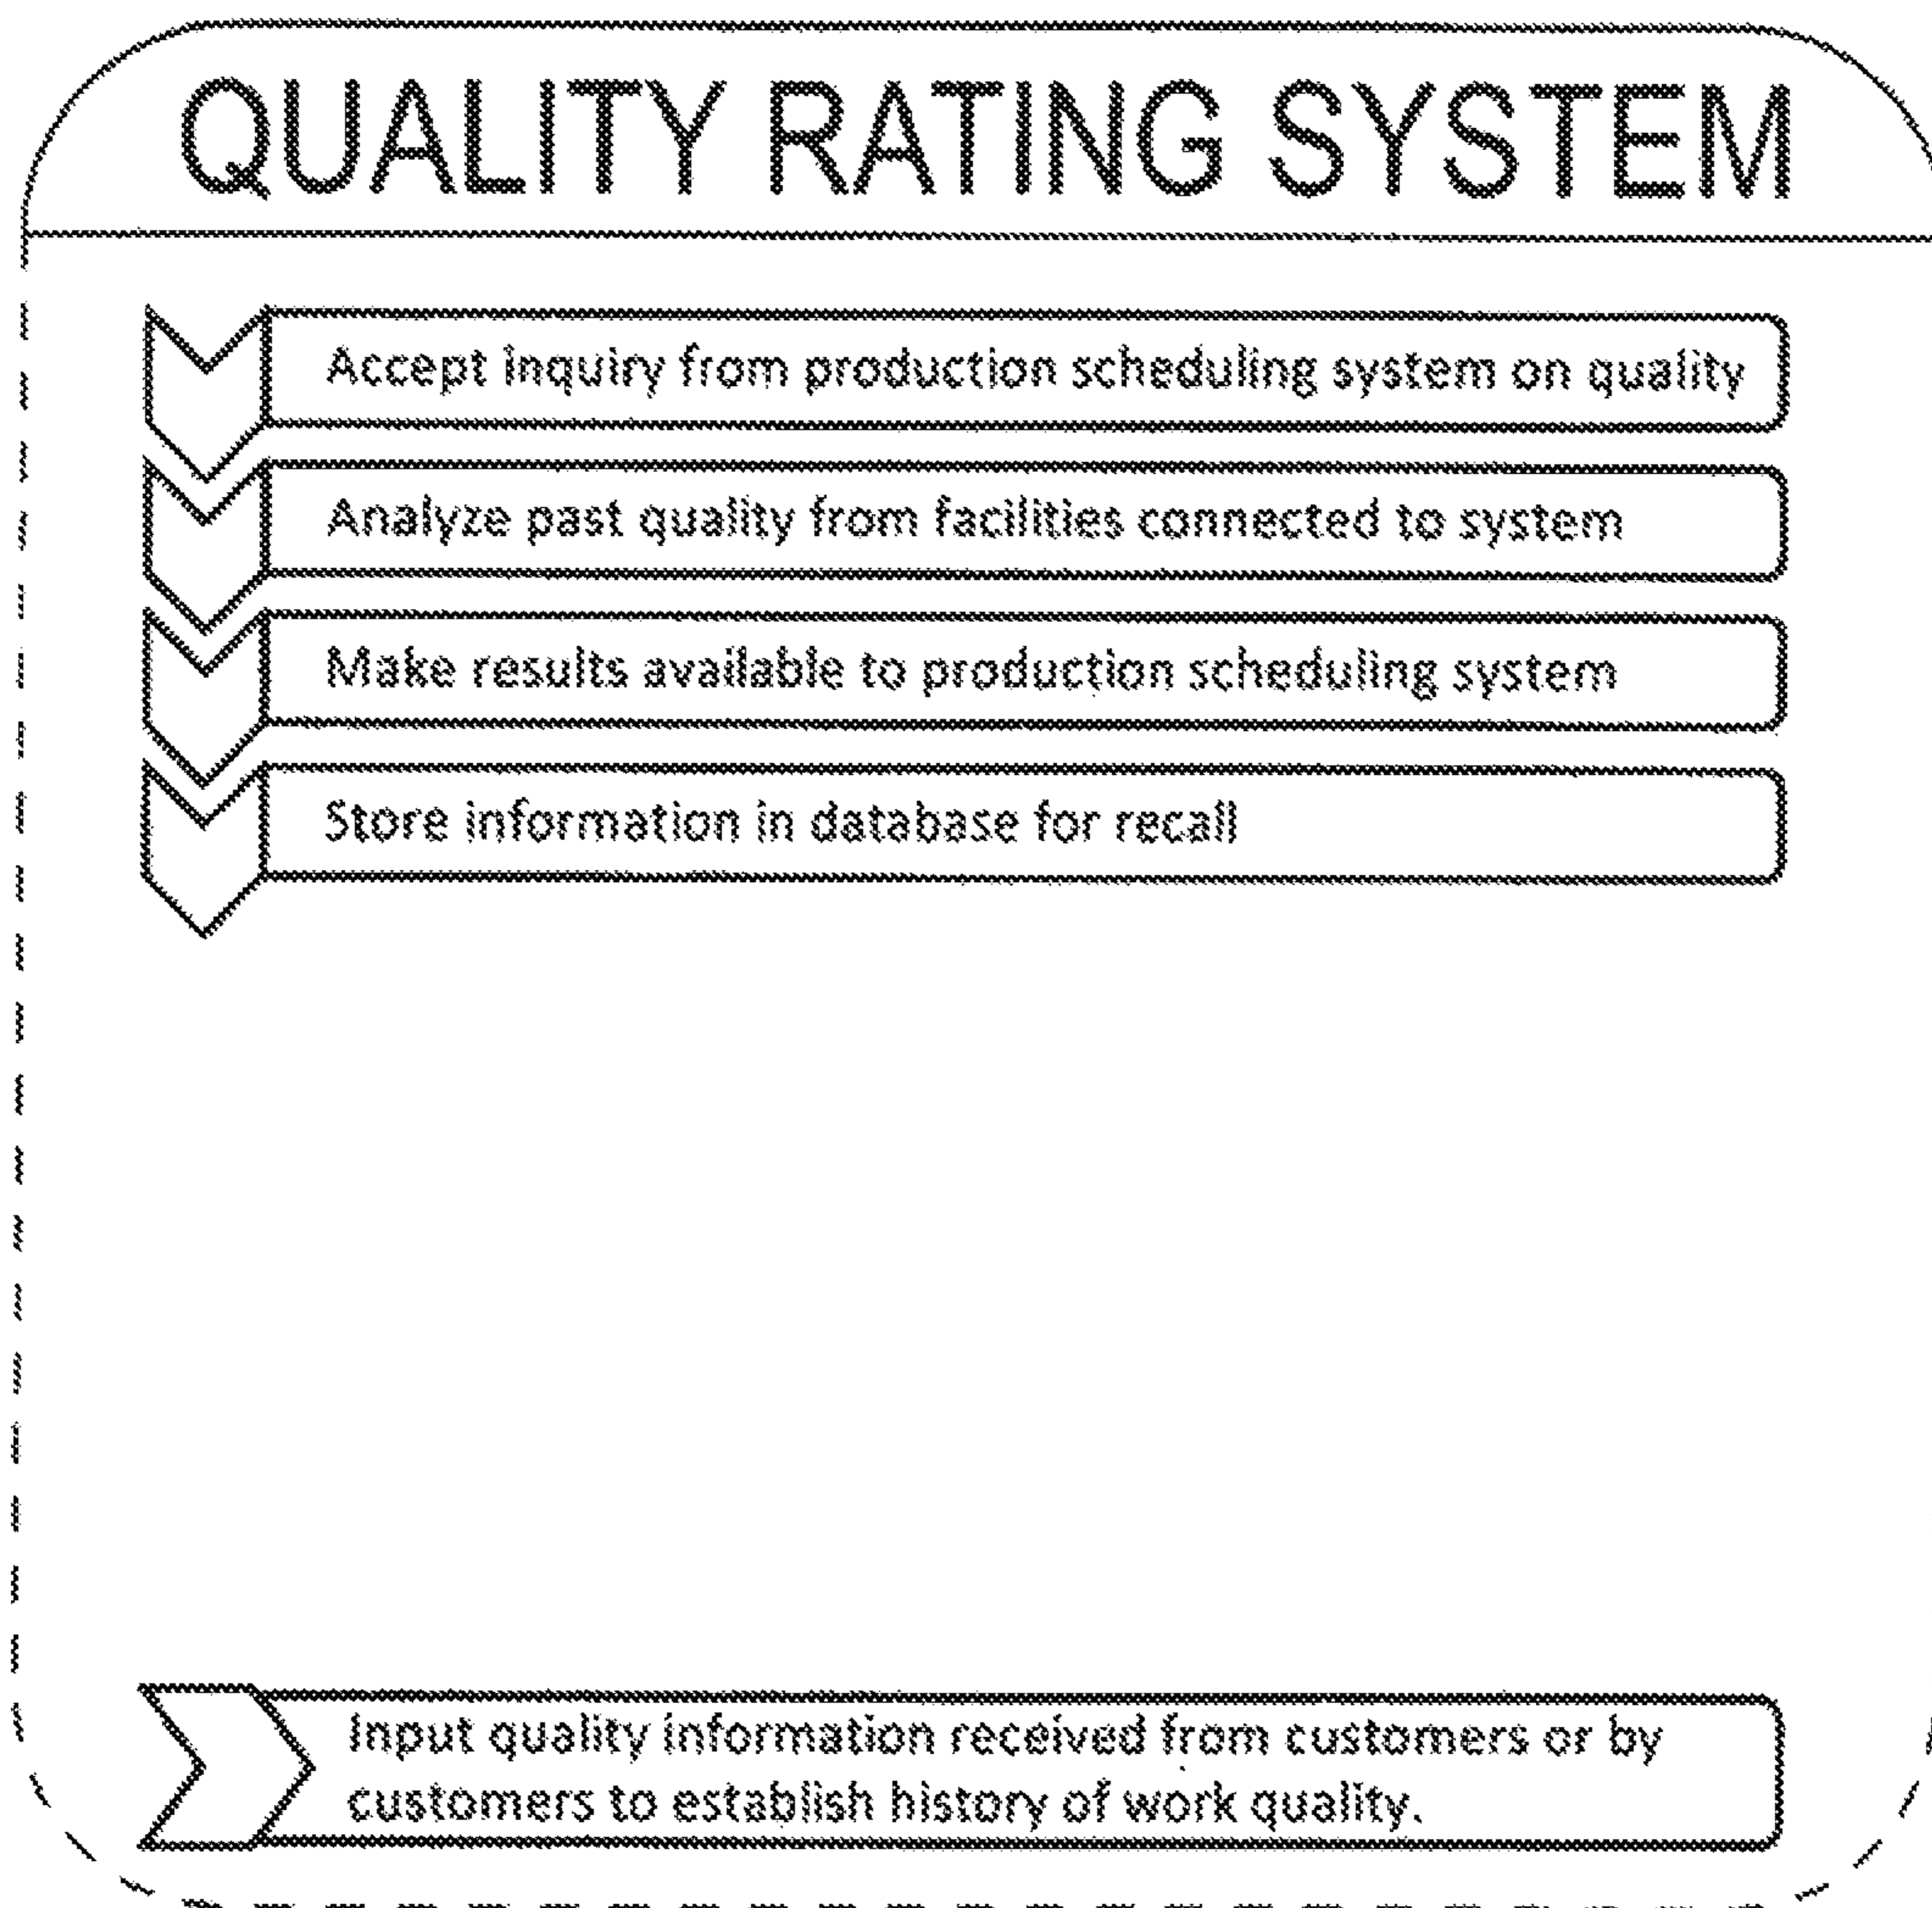 QUALITY RATING SYSTEM
Accept inquiry from production scheduling system on quality
Analyze past quality from facilities connected to system
Make results available to production scheduling system
Store information in database for recall
Input quality information received from customers or by
customers to establish history of work quality.